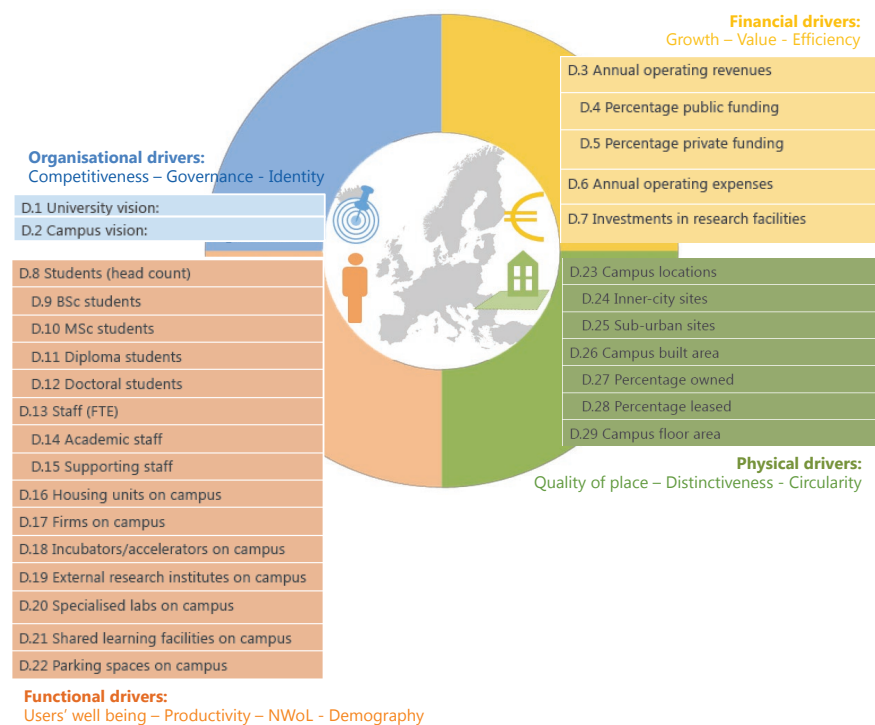 Financial drivers:
Growth – Value - Efficiency
D.3 Annual operating revenues
D.4 Percentage public funding
D.5 Percentage private funding
D.6 Annual operating expenses
D.7 Investments in research facilities
Organisational drivers:
Competitiveness – Governance - Identity
D.1 University vision:
D.2 Campus vision:
D.8 Students (head count)
D.9 BSc students
D.10 MSc students
D.11 Diploma students
D.12 Doctoral students
D.13 Staff (FTE)
D.14 Academic staff
D.15 Supporting staff
D.16 Housing units on campus
D.17 Firms on campus
D.18 Incubators/accelerators on campus
D.19 External research institutes on campus
D.20 Specialised labs on campus
D.21 Shared learning facilities on campus
D.22 Parking spaces on campus
Functional drivers:
Users’ well being – Productivity – NWoL - Demography
D.23 Campus locations
D.24 Inner-city sites
D.25 Sub-urban sites
D.26 Campus built area
D.27 Percentage owned
D.28 Percentage leased
D.29 Campus floor area
Physical drivers:
Quality of place – Distinctiveness - Circularity